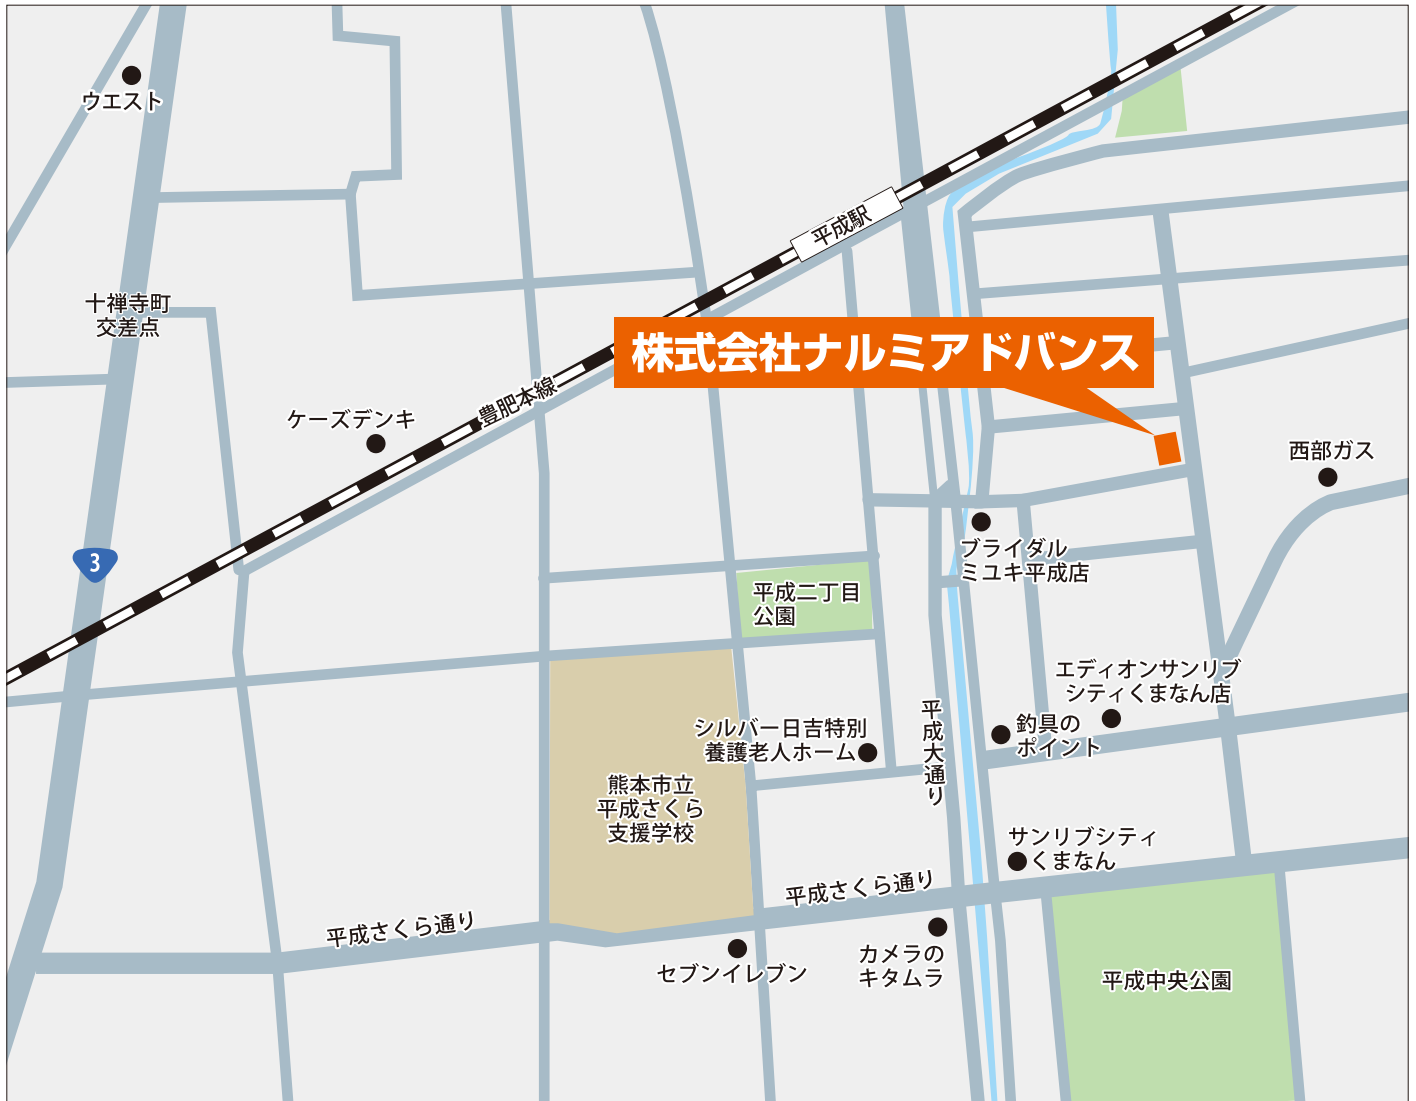 ウエスト
平成駅
十禅寺町
交差点
株式会社ナルミアドバンス
豊肥本線
ケーズデンキ
西部ガス
3
ブライダル
ミユキ平成店
平成二丁目
公園
エディオンサンリブ
シティくまなん店
平成大通り
釣具の
ポイント
シルバー日吉特別
養護老人ホーム
熊本市立
平成さくら
支援学校
サンリブシティ
くまなん
平成さくら通り
平成さくら通り
セブンイレブン
カメラの
キタムラ
平成中央公園